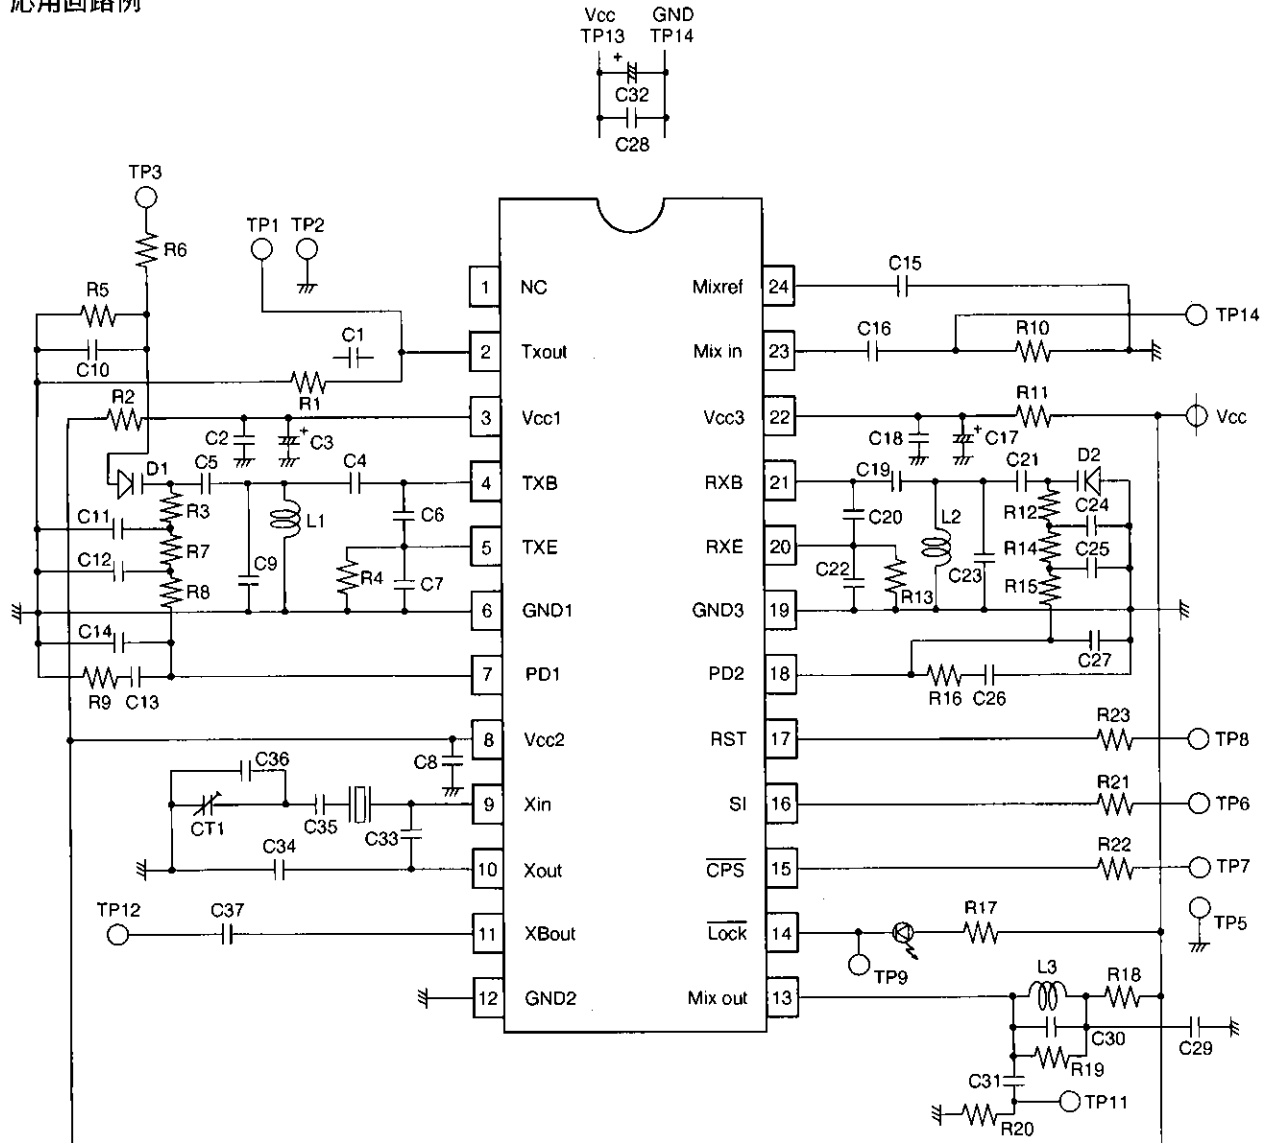 応用回路例
Vcc GND
TP13 TP14
+
C32
C28
TP3
R6
TP1 TP2
R5
C10
C1
R1
R2
C2
+
C3
D1
C5
C4
R3
L1
C6
C11
R7
C12
C9
R4
C7
R8
C14
R9 C13
C8
C36
CT1
C35
C33
C34
TP12
C37
1 NC
2 Txout
3 Vcc1
4 TXB
5 TXE
6 GND1
7 PD1
8 Vcc2
9 Xin
10 Xout
11 XBout
12 GND2
Mixref 24
Mix in 23
Vcc3 22
RXB 21
RXE 20
GND3 19
PD2 18
RST 17
SI 16
CPS 15
Lock 14
Mix out 13
C15
TP14
C16
R10
R11
Vcc
C18
+
C17
C19
C21
D2
R12
C24
C20
L2
R14
C25
C22
R13
C23
R15
C27
R16 C26
R23
TP8
R21
TP6
R22
TP7
TP5
R17
TP9
L3
R18
C30
C29
R19
C31
TP11
R20